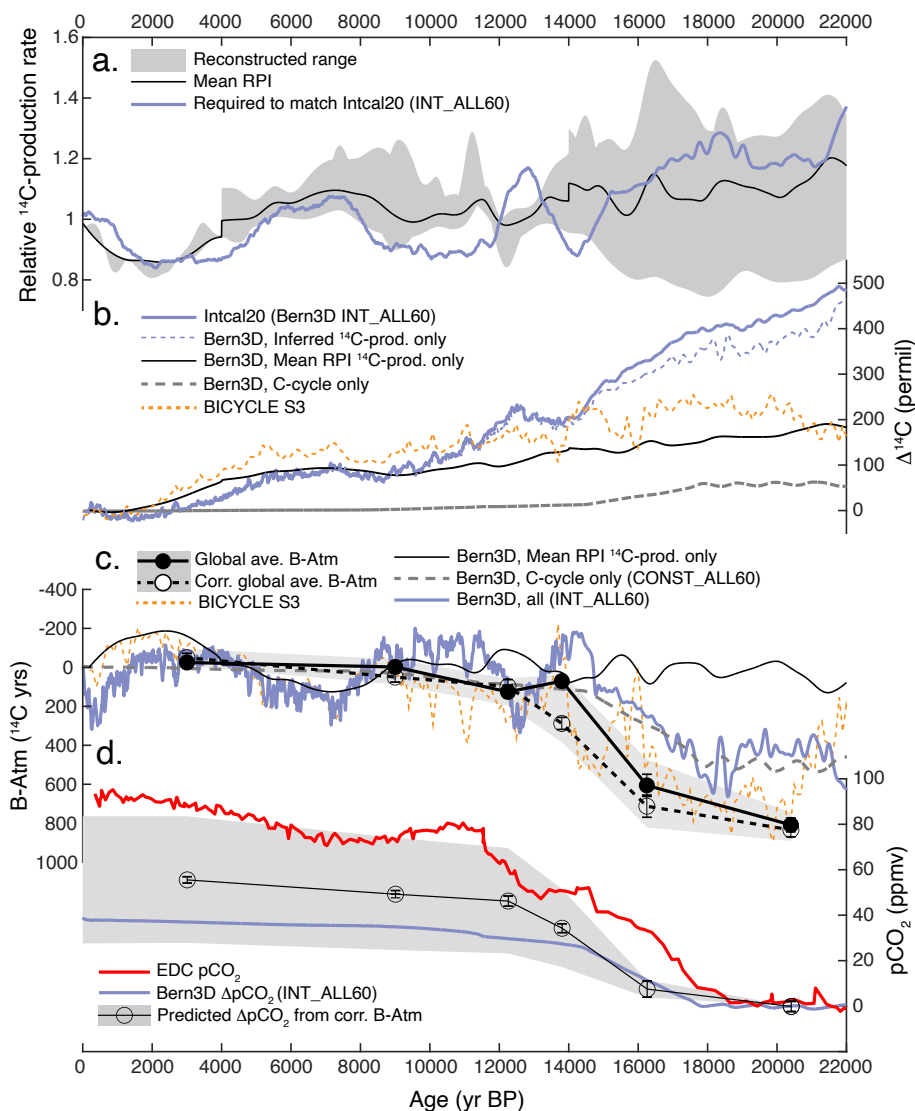 0 2000 4000 6000 8000 10000 12000 14000 16000 18000 20000 22000
1.6
1.4
1.2
1
0.8
Relative ¹⁴C-production rate
a.
Reconstructed range
Mean RPI
Required to match Intcal20 (INT_ALL60)
b.
Intcal20 (Bern3D INT_ALL60)
Bern3D, Inferred ¹⁴C-prod. only
Bern3D, Mean RPI ¹⁴C-prod. only
Bern3D, C-cycle only
BICYCLE S3
500
400
300
200
100
0
Δ¹⁴C (permil)
c.
Global ave. B-Atm
Corr. global ave. B-Atm
BICYCLE S3
Bern3D, Mean RPI ¹⁴C-prod. only
Bern3D, C-cycle only (CONST_ALL60)
Bern3D, all (INT_ALL60)
-400
-200
0
200
400
600
800
1000
B-Atm (¹⁴C yrs)
d.
100
80
60
40
20
0
pCO₂ (ppmv)
EDC pCO₂
Bern3D ΔpCO₂ (INT_ALL60)
Predicted ΔpCO₂ from corr. B-Atm
0 2000 4000 6000 8000 10000 12000 14000 16000 18000 20000 22000
Age (yr BP)